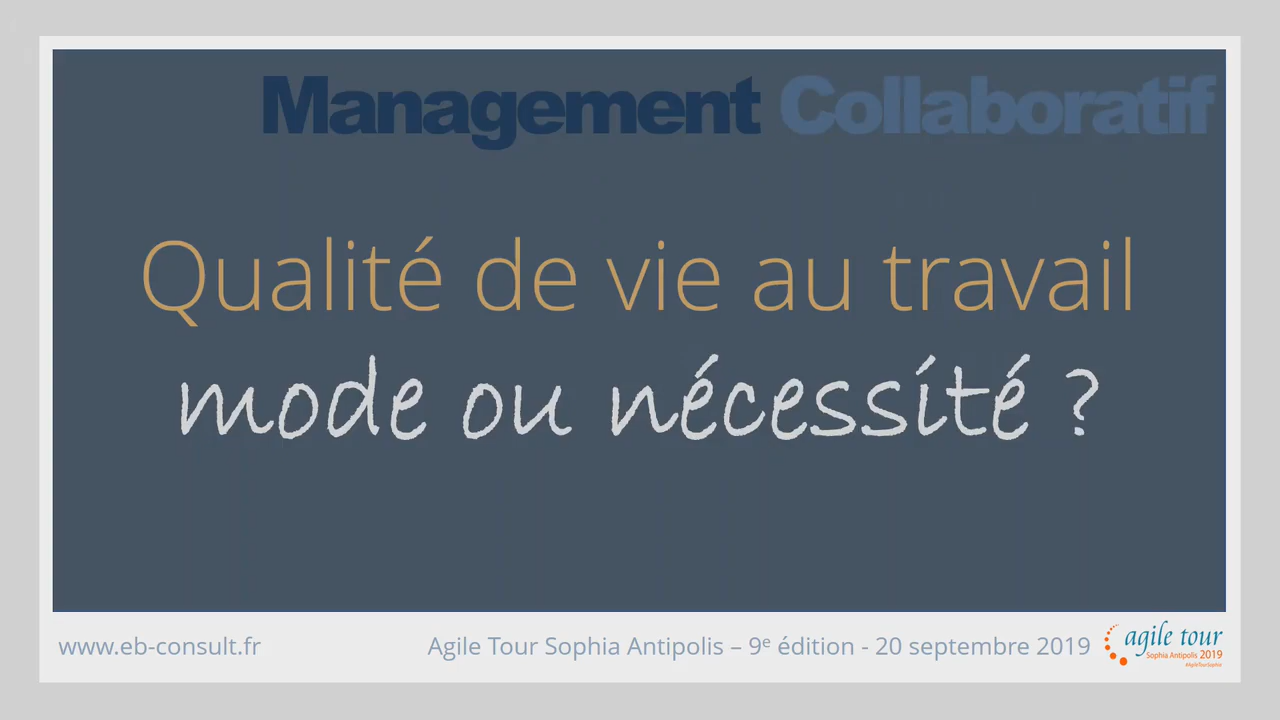 Management Collaboratif
Qualité de vie au travail
mode ou nécessité ?
www.eb-consult.fr
Agile Tour Sophia Antipolis – 9e édition - 20 septembre 2019
agile tour
Sophia Antipolis 2019
#AgileTourSophia